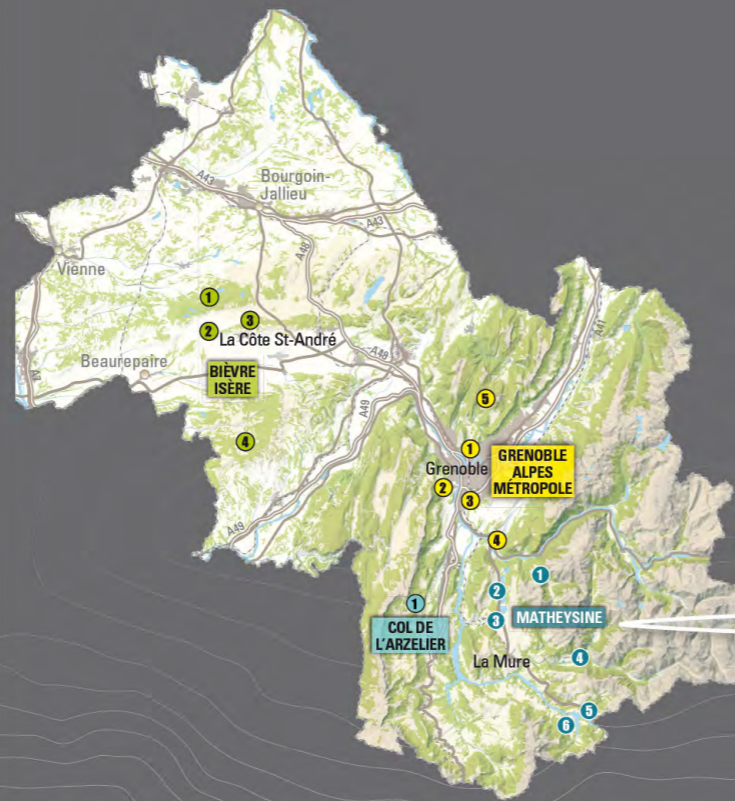 A43
Bourgoin-
Jallieu
A43
A48
Vienne
1
2
3
La Côte St-André
Beaurepaire
A7
BIÈVRE
ISÈRE
A48
A41
A49
5
4
1
Grenoble
GRENOBLE
ALPES
MÉTROPOLE
2
3
A49
4
1
2
1
COL DE
L'ARZELIER
3
MATHEYSINE
La Mure
4
5
6